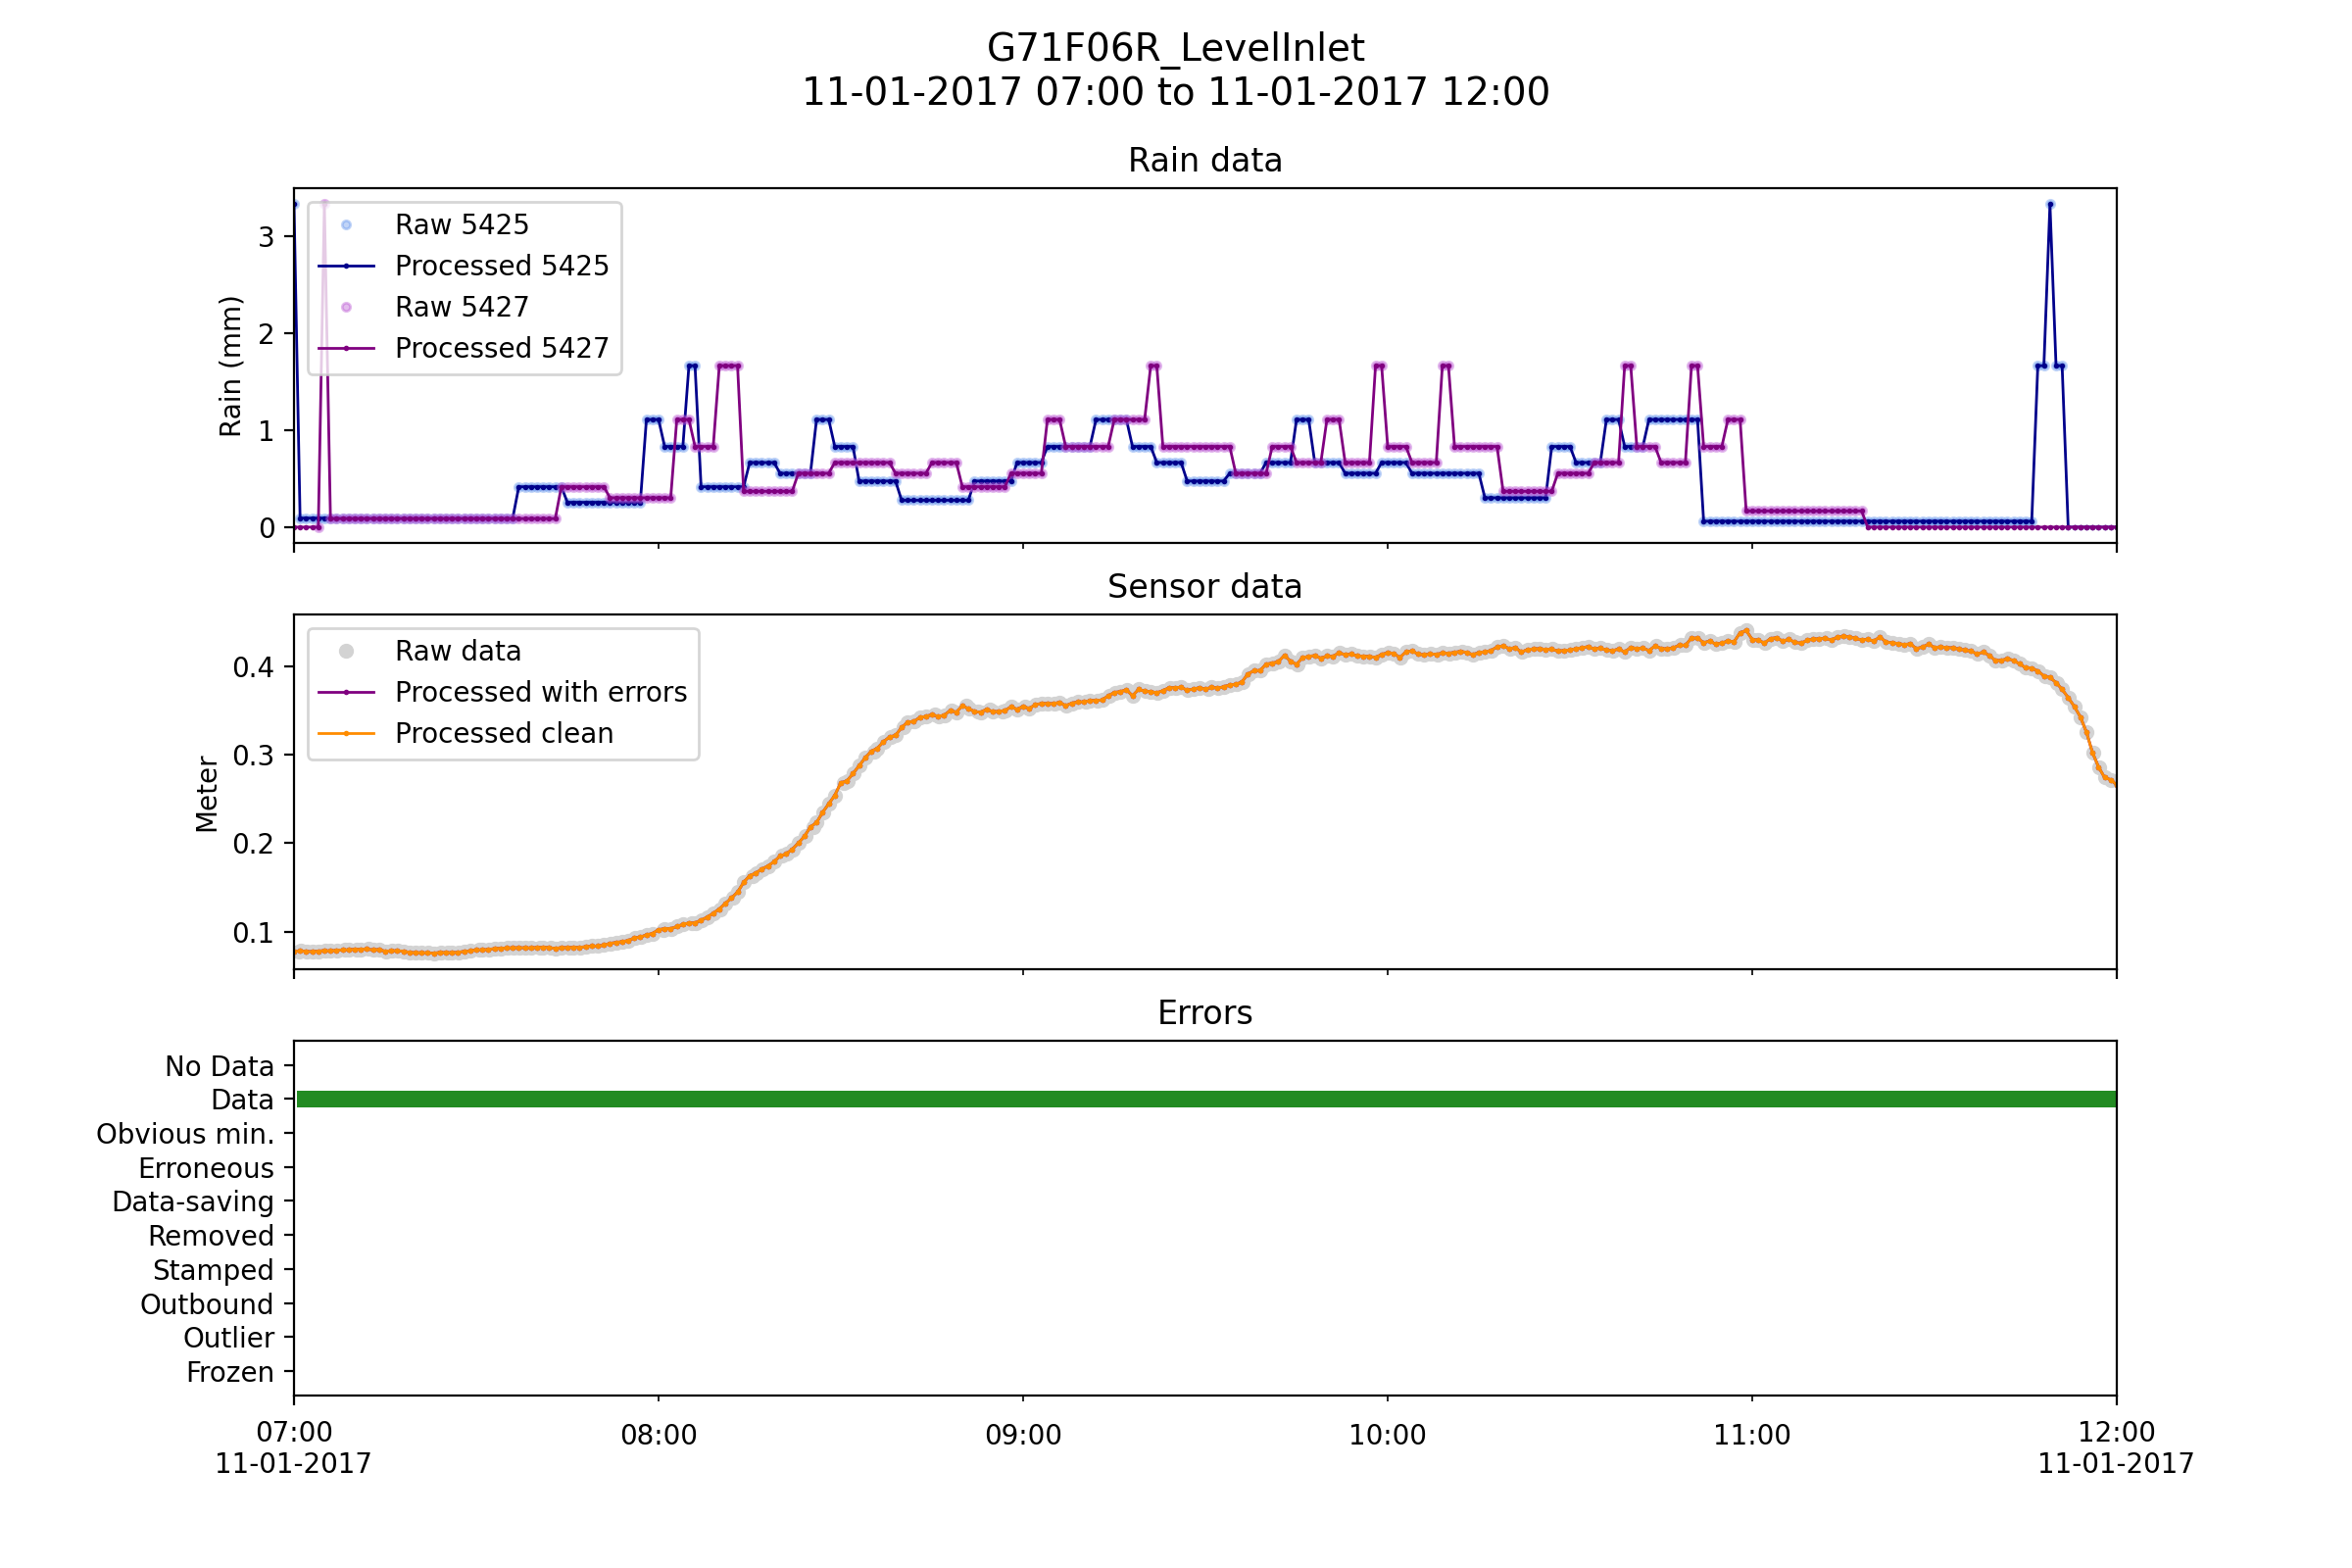 G71F06R_LevelInlet
11-01-2017 07:00 to 11-01-2017 12:00
Rain data
Rain (mm)
3
2
1
0
Raw 5425
Processed 5425
Raw 5427
Processed 5427
Sensor data
Meter
0.4
0.3
0.2
0.1
Raw data
Processed with errors
Processed clean
Errors
No Data
Data
Obvious min.
Erroneous
Data-saving
Removed
Stamped
Outbound
Outlier
Frozen
07:00
11-01-2017
08:00
09:00
10:00
11:00
12:00
11-01-2017